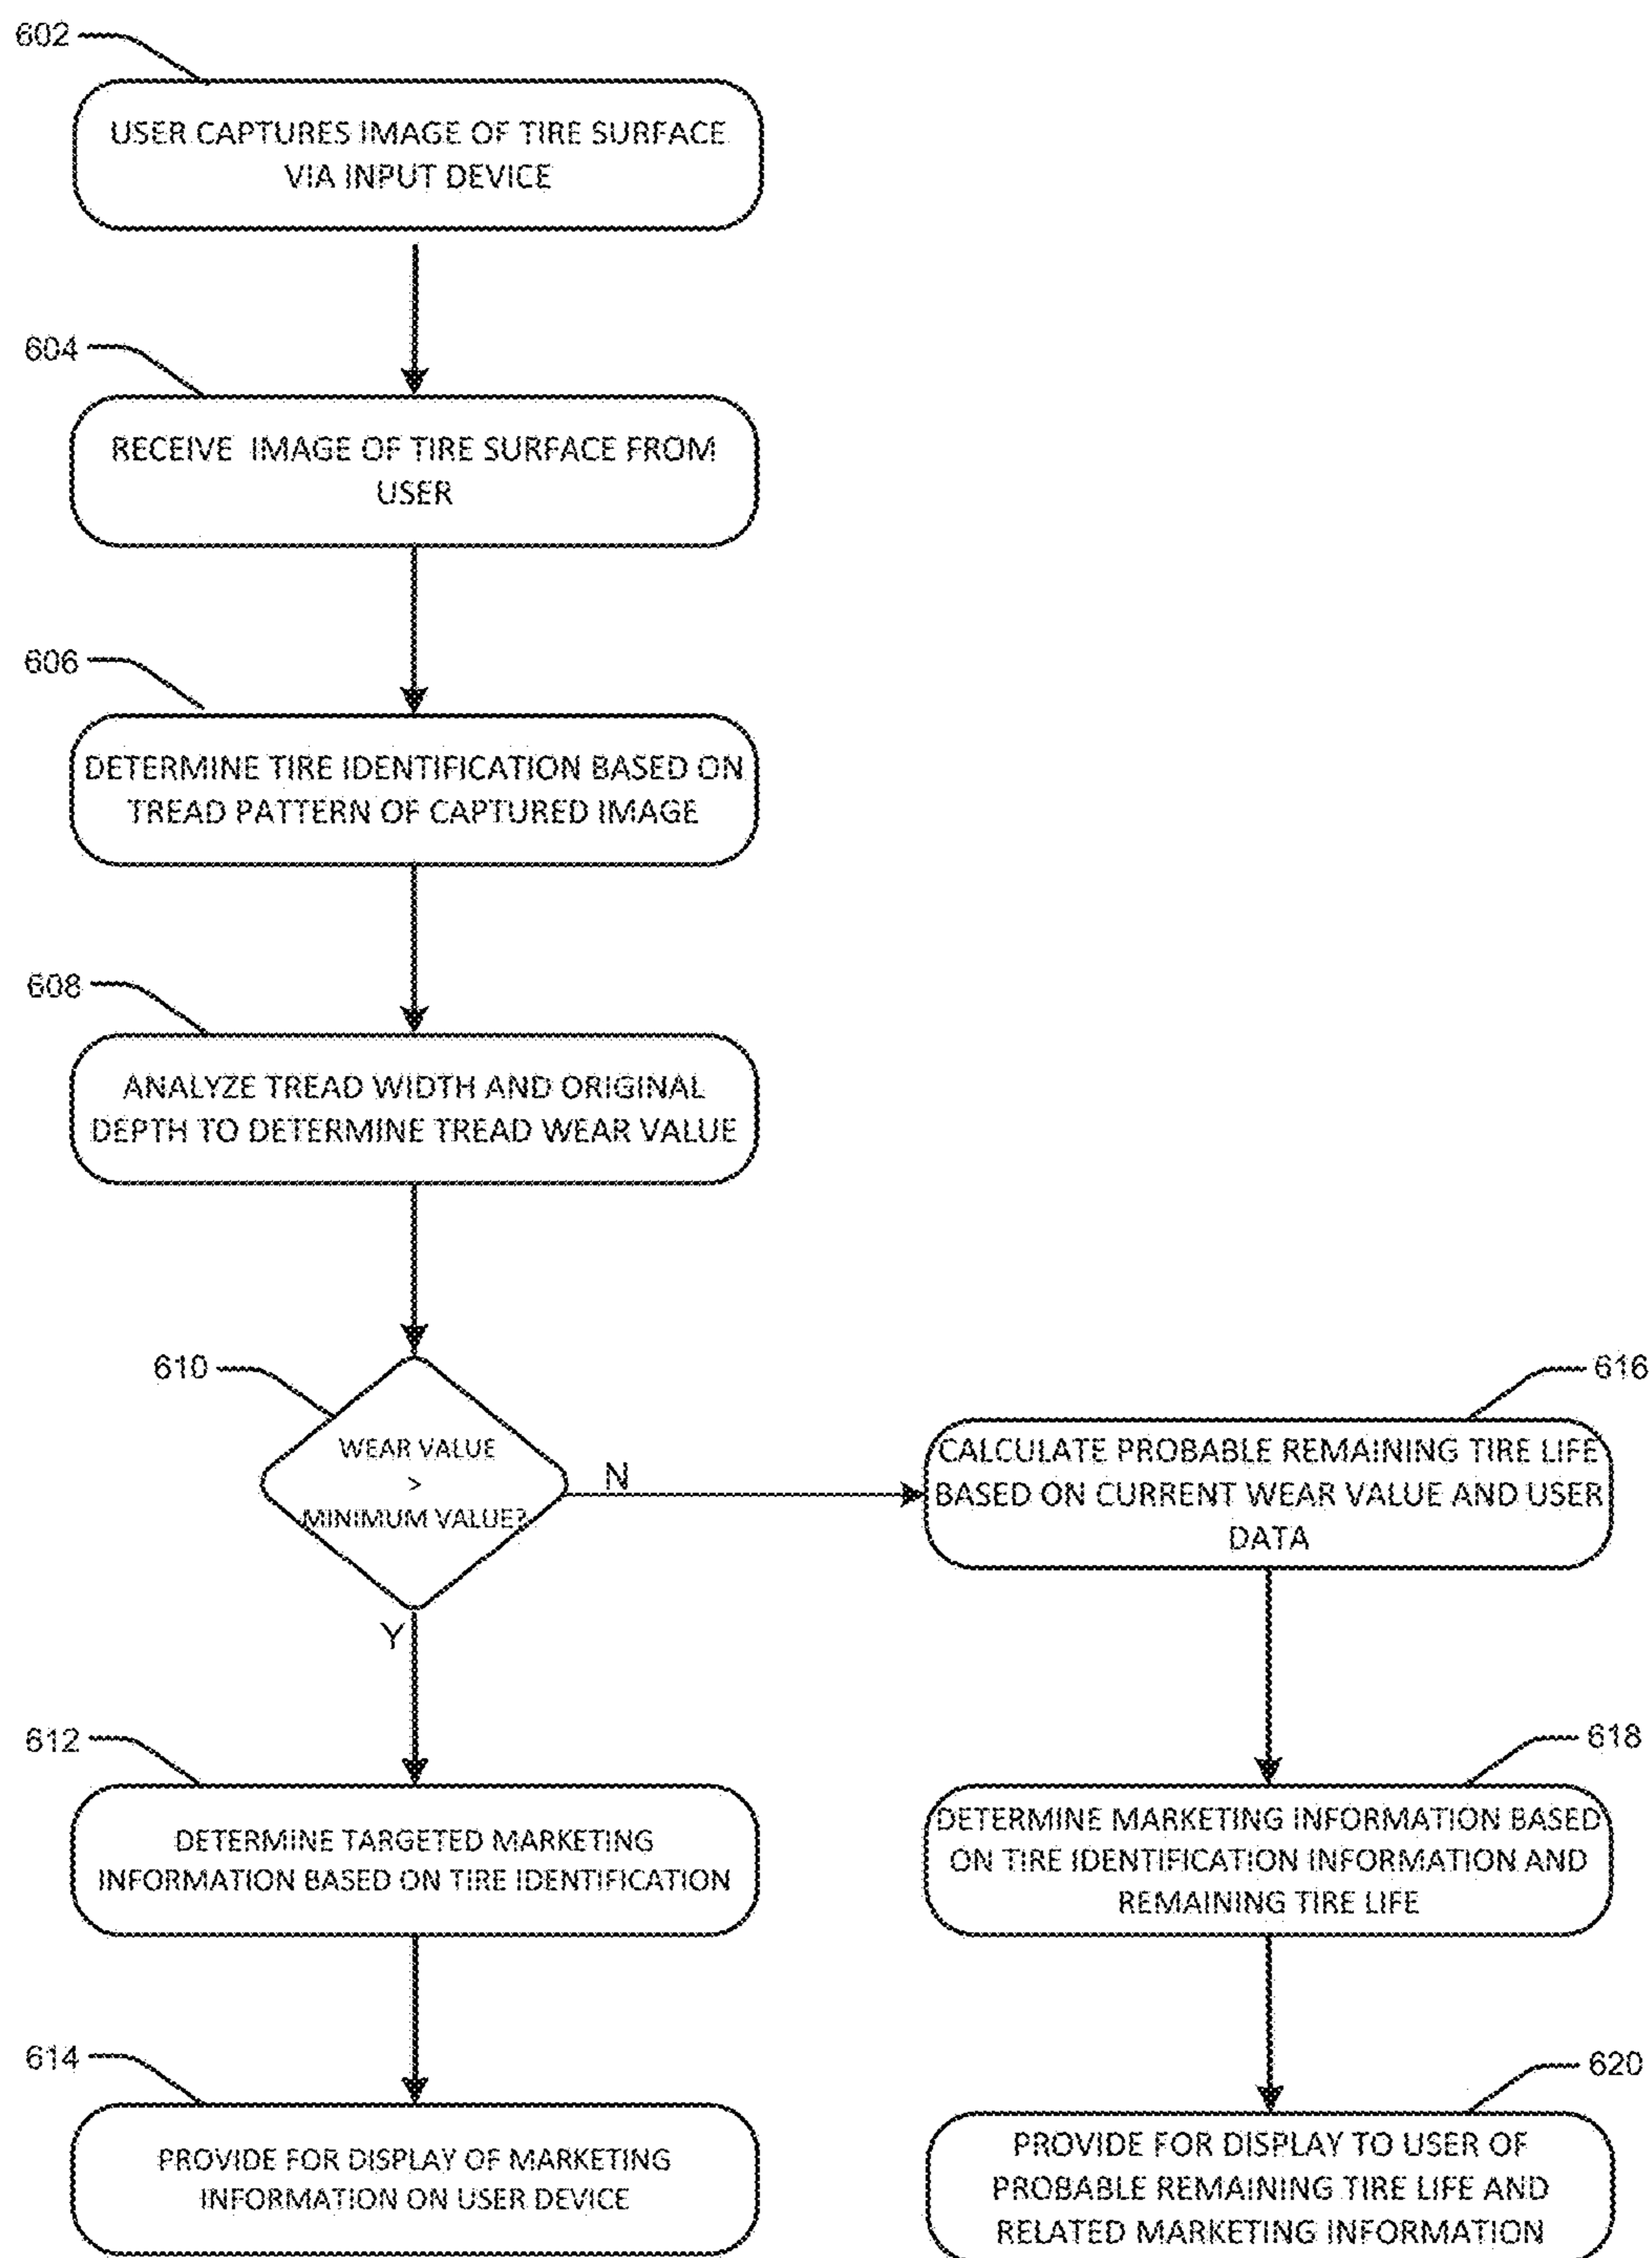 602
USER CAPTURES IMAGE OF TIRE SURFACE
VIA INPUT DEVICE
604
RECEIVE IMAGE OF TIRE SURFACE FROM
USER
606
DETERMINE TIRE IDENTIFICATION BASED ON
TREAD PATTERN OF CAPTURED IMAGE
608
ANALYZE TREAD WIDTH AND ORIGINAL
DEPTH TO DETERMINE TREAD WEAR VALUE
610
WEAR VALUE
>
MINIMUM VALUE?
N
Y
616
CALCULATE PROBABLE REMAINING TIRE LIFE
BASED ON CURRENT WEAR VALUE AND USER
DATA
612
DETERMINE TARGETED MARKETING
INFORMATION BASED ON TIRE IDENTIFICATION
618
DETERMINE MARKETING INFORMATION BASED
ON TIRE IDENTIFICATION INFORMATION AND
REMAINING TIRE LIFE
614
PROVIDE FOR DISPLAY OF MARKETING
INFORMATION ON USER DEVICE
620
PROVIDE FOR DISPLAY TO USER OF
PROBABLE REMAINING TIRE LIFE AND
RELATED MARKETING INFORMATION